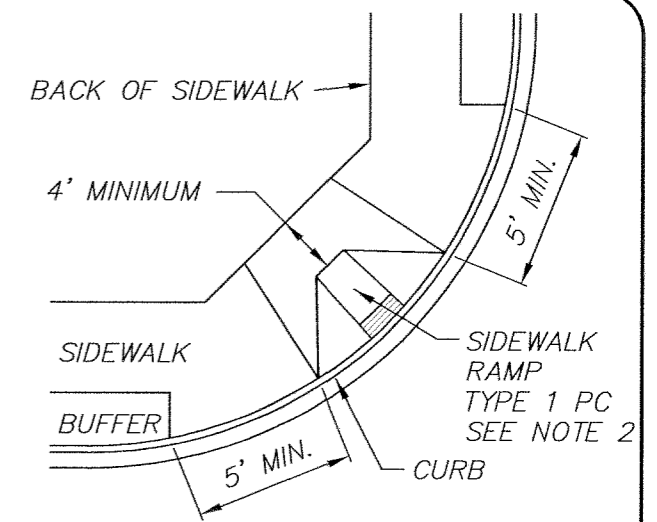 BACK OF SIDEWALK
4' MINIMUM
5' MIN.
SIDEWALK
SIDEWALK
RAMP
TYPE 1 PC
SEE NOTE 2
BUFFER
5' MIN.
CURB